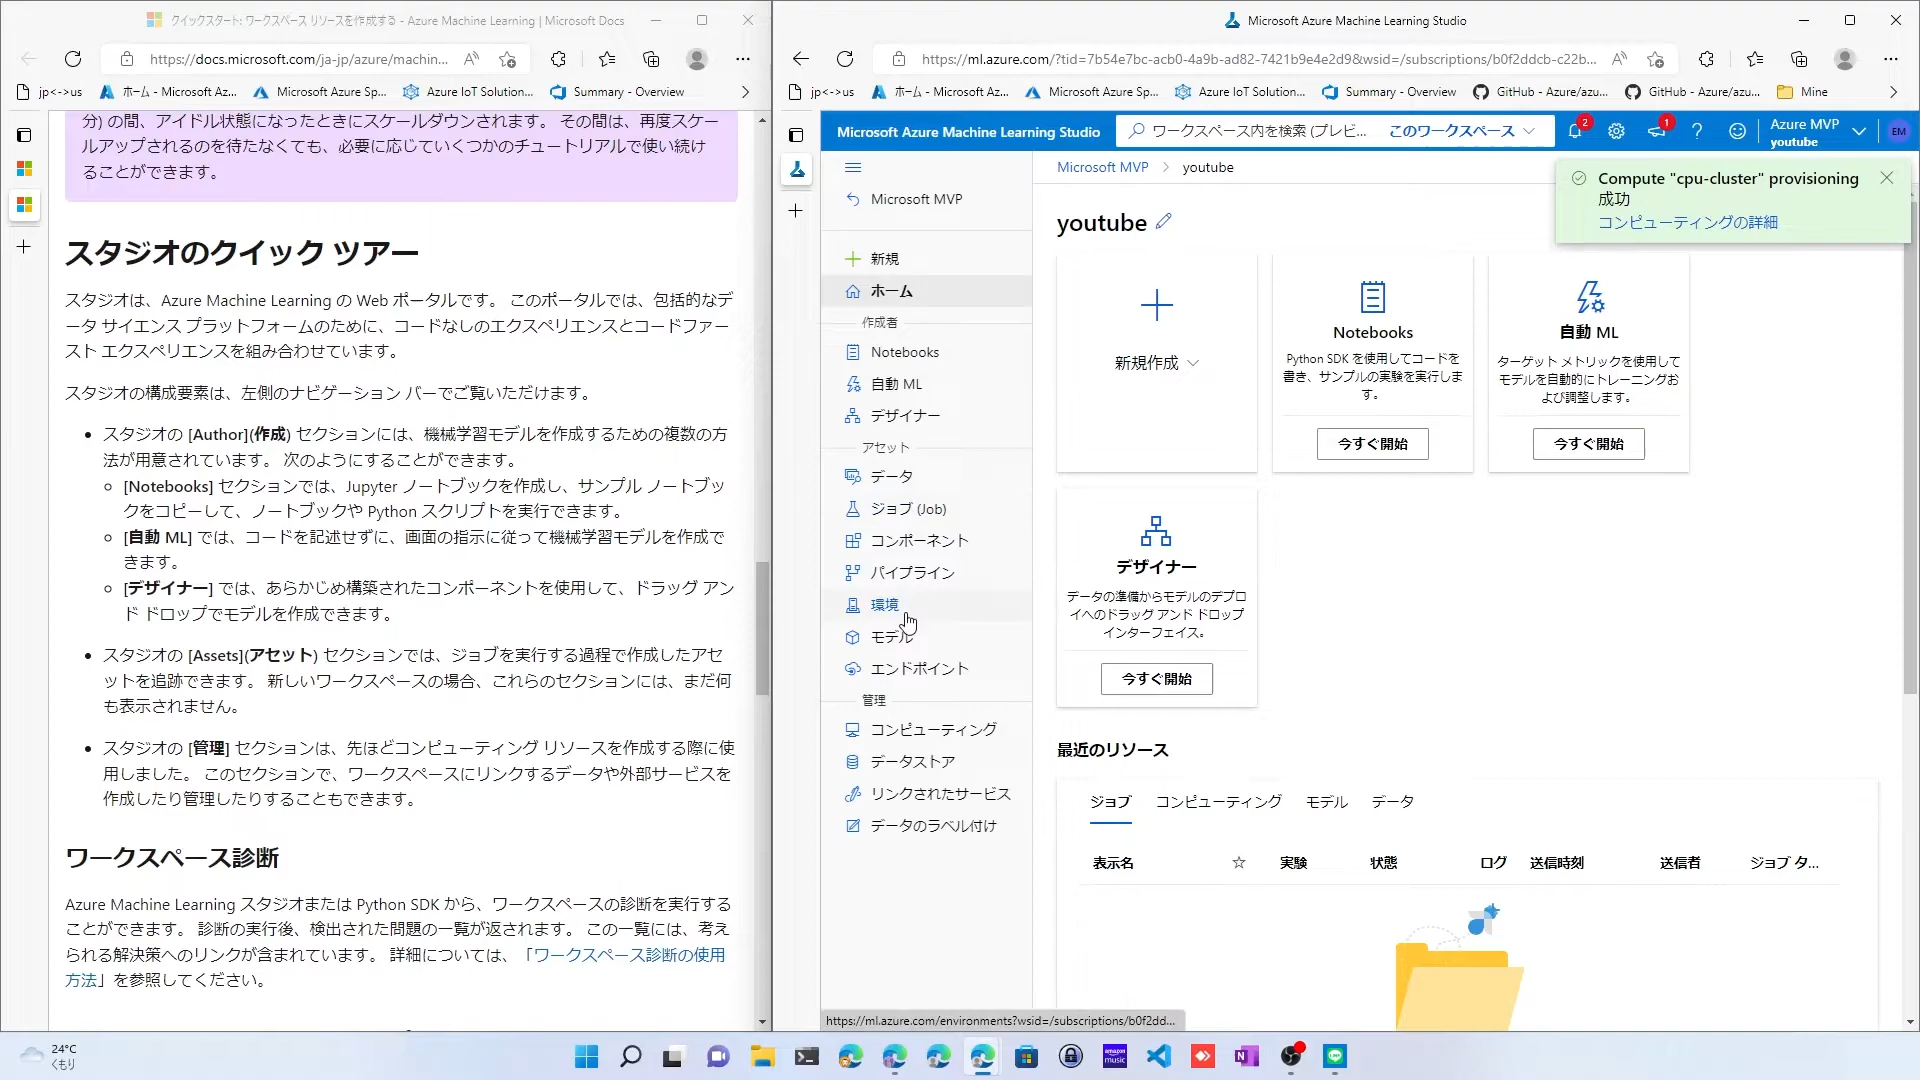 クイックスタート: ワークスペース リソースを作成する - Azure Machine Learning | Microsoft Docs
https://docs.microsoft.com/ja-jp/azure/machin...
jp<->us
ホーム - Microsoft Az...
Microsoft Azure Sp...
Azure IoT Solution...
Summary - Overview
分) の間、アイドル状態になったときにスケールダウンされます。 その間は、再度スケー
ルアップされるのを待たなくても、必要に応じていくつかのチュートリアルで使い続け
ることができます。
スタジオのクイック ツアー
スタジオは、Azure Machine Learning の Web ポータルです。 このポータルでは、包括的なデ
ータ サイエンス プラットフォームのために、コードなしのエクスペリエンスとコードファー
スト エクスペリエンスを組み合わせています。
スタジオの構成要素は、左側のナビゲーション バーでご覧いただけます。
• スタジオの [Author](作成) セクションには、機械学習モデルを作成するための複数の方
法が用意されています。 次のようにすることができます。
○ [Notebooks] セクションでは、Jupyter ノートブックを作成し、サンプル ノートブッ
クをコピーして、ノートブックや Python スクリプトを実行できます。
○ [自動 ML] では、コードを記述せずに、画面の指示に従って機械学習モデルを作成で
きます。
○ [デザイナー] では、あらかじめ構築されたコンポーネントを使用して、ドラッグ アン
ド ドロップでモデルを作成できます。
• スタジオの [Assets](アセット) セクションでは、ジョブを実行する過程で作成したアセ
ットを追跡できます。 新しいワークスペースの場合、これらのセクションには、まだ何
も表示されません。
• スタジオの [管理] セクションは、先ほどコンピューティング リソースを作成する際に使
用しました。 このセクションで、ワークスペースにリンクするデータや外部サービスを
作成したり管理したりすることもできます。
ワークスペース診断
Azure Machine Learning スタジオまたは Python SDK から、ワークスペースの診断を実行する
ことができます。 診断の実行後、検出された問題の一覧が返されます。 この一覧には、考え
られる解決策へのリンクが含まれています。 詳細については、「ワークスペース診断の使用
方法」を参照してください。
Microsoft Azure Machine Learning Studio
https://ml.azure.com/?tid=7b54e7bc-acb0-4a9b-ad82-7421b9e4e2d9&wsid=/subscriptions/b0f2ddcb-c22b...
jp<->us
ホーム - Microsoft Az...
Microsoft Azure Sp...
Azure IoT Solution...
Summary - Overview
GitHub - Azure/azu...
GitHub - Azure/azu...
Mine
Microsoft Azure Machine Learning Studio
ワークスペース内を検索 (プレビ...
このワークスペース
2
1
Azure MVP
youtube
EM
Microsoft MVP
新規
ホーム
作成者
Notebooks
自動 ML
デザイナー
アセット
データ
ジョブ (Job)
コンポーネント
パイプライン
環境
モデル
エンドポイント
管理
コンピューティング
データストア
リンクされたサービス
データのラベル付け
Microsoft MVP > youtube
Compute "cpu-cluster" provisioning
成功
コンピューティングの詳細
youtube
新規作成
Notebooks
Python SDK を使用してコードを
書き、サンプルの実験を実行しま
す。
今すぐ開始
自動 ML
ターゲット メトリックを使用して
モデルを自動的にトレーニングお
よび調整します。
今すぐ開始
デザイナー
データの準備からモデルのデプロ
イへのドラッグ アンド ドロップ
インターフェイス。
今すぐ開始
最近のリソース
ジョブ
コンピューティング
モデル
データ
表示名
実験
状態
ログ
送信時刻
送信者
ジョブ タ...
https://ml.azure.com/environments?wsid=/subscriptions/b0f2dd...
24°C
くもり
amazon
music
N
LINE